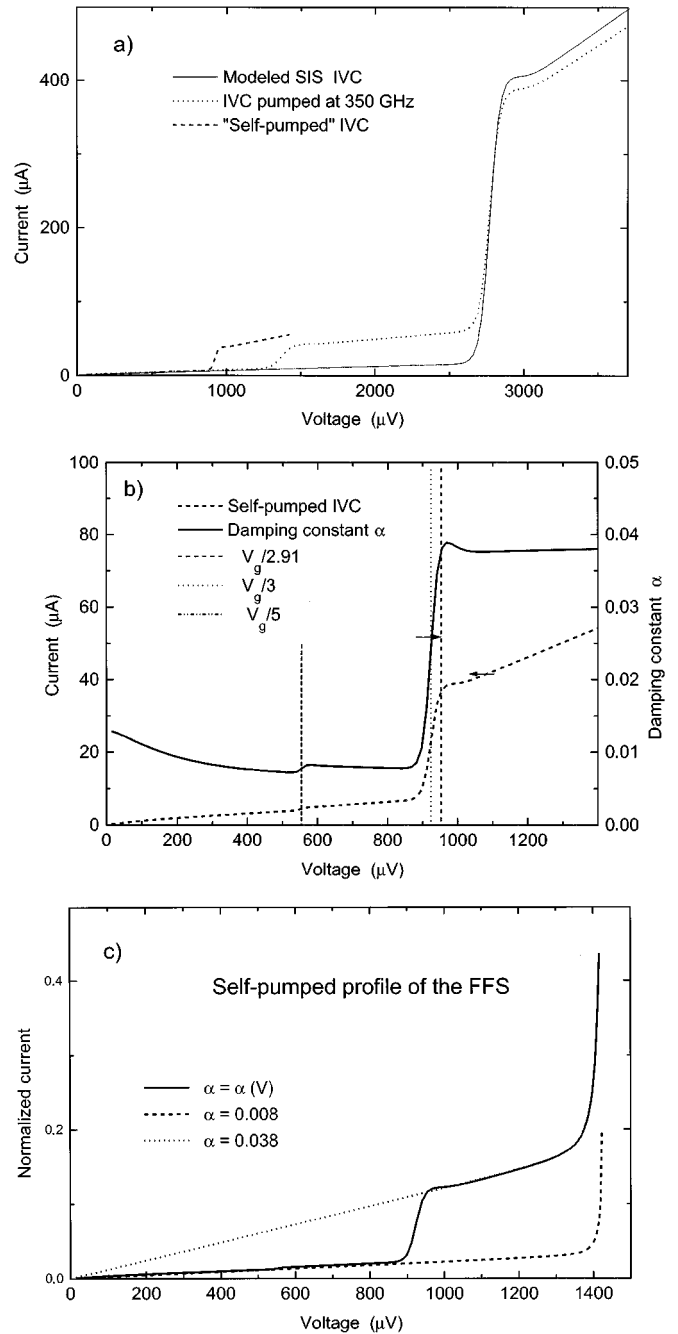 a)
Modeled SIS IVC
IVC pumped at 350 GHz
"Self-pumped" IVC
Current (μA)
400
200
0
0
1000
2000
3000
Voltage (μV)
b)
Self-pumped IVC
Damping constant α
V_g/2.91
V_g/3
V_g/5
Current (μA)
100
80
60
40
20
0
Damping constant α
0.05
0.04
0.03
0.02
0.01
0.00
0
200
400
600
800
1000
1200
Voltage (μV)
c)
Self-pumped profile of the FFS
α = α (V)
α = 0.008
α = 0.038
Normalized current
0.4
0.2
0.0
0
200
400
600
800
1000
1200
1400
Voltage (μV)